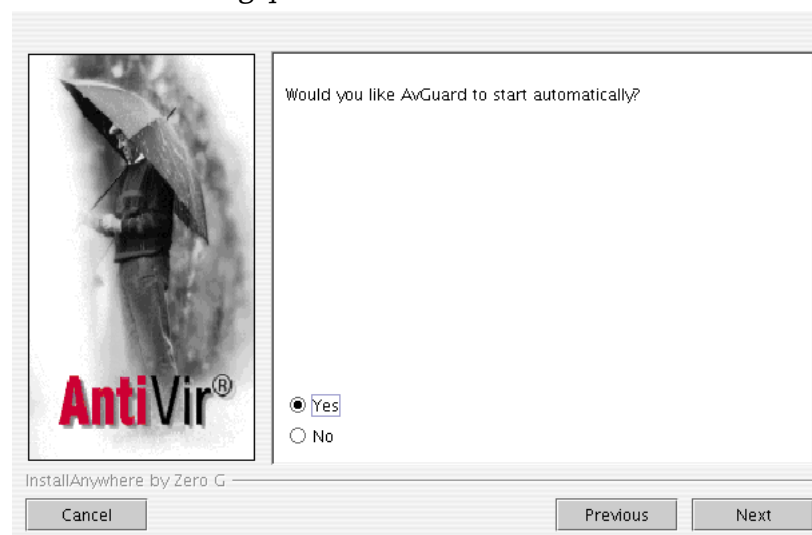 Would you like AvGuard to start automatically?
AntiVir®
Yes
No
InstallAnywhere by Zero G
Cancel
Previous
Next